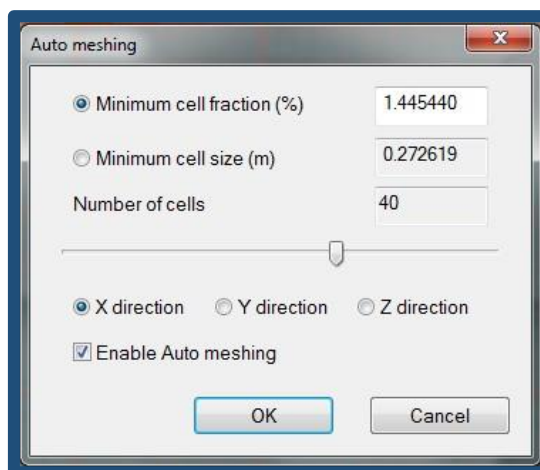 Auto meshing
Minimum cell fraction (%) 1.445440
Minimum cell size (m) 0.272619
Number of cells 40
X direction Y direction Z direction
Enable Auto meshing
OK Cancel